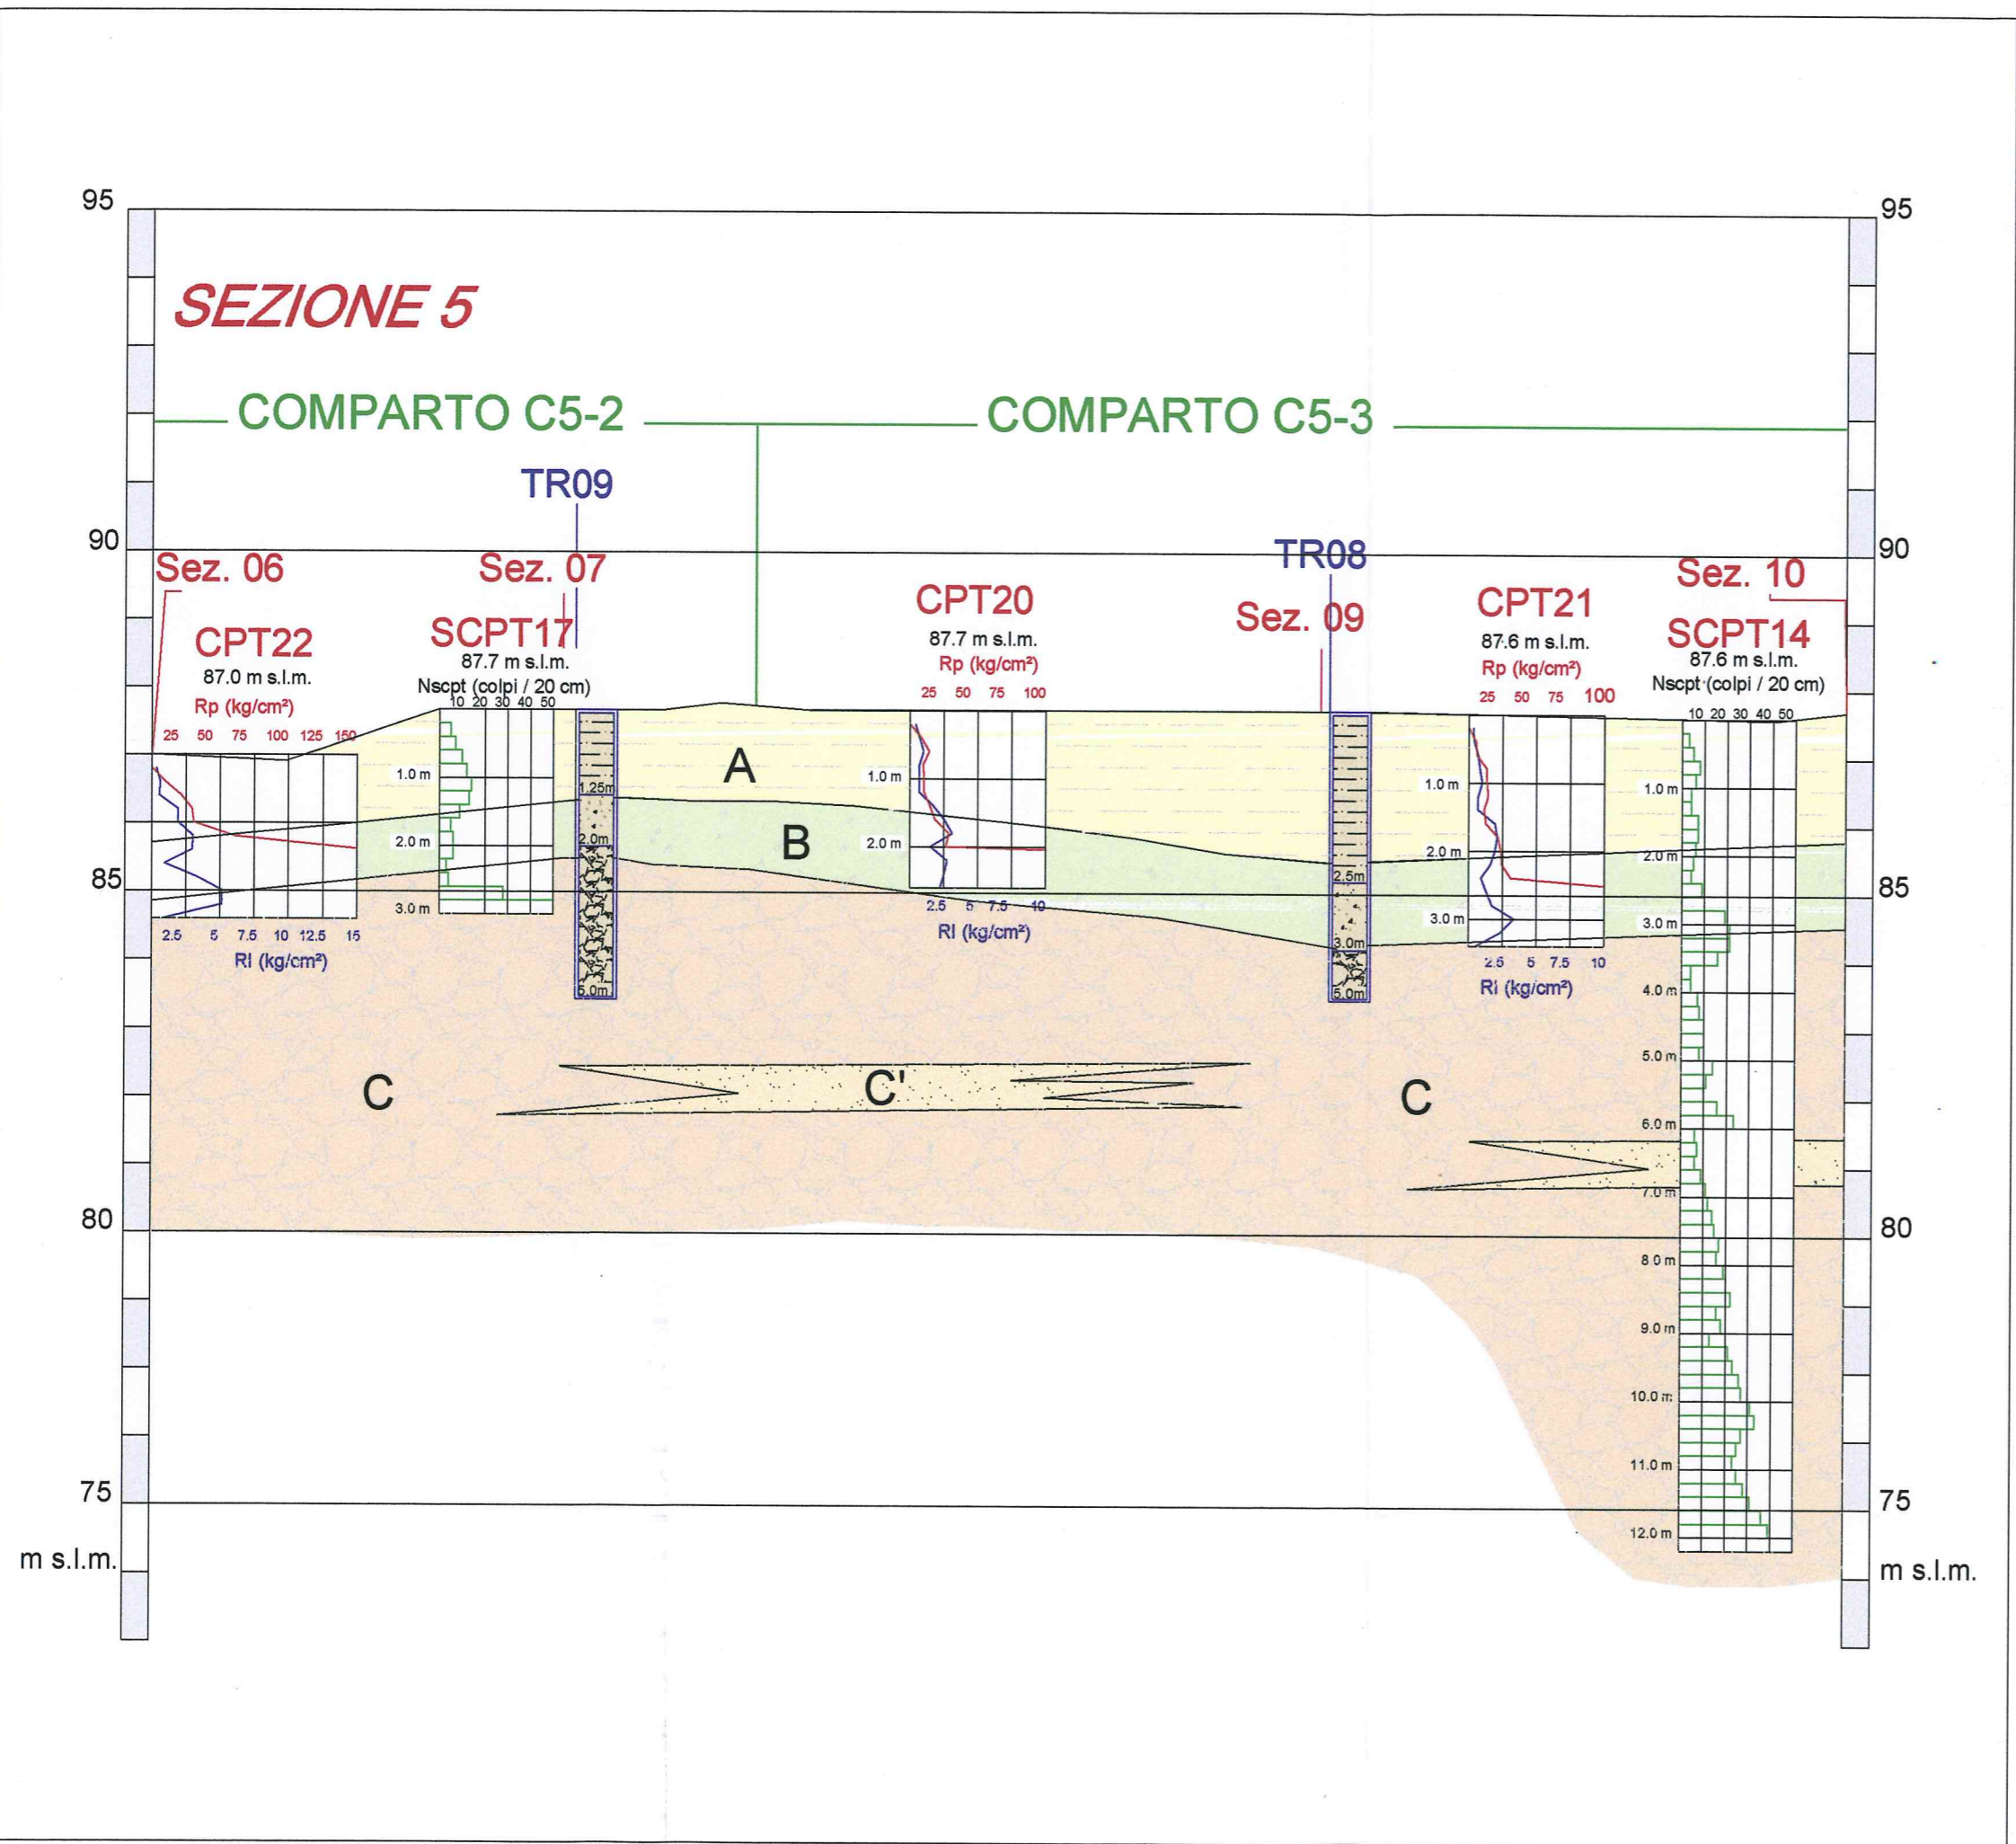 95
95
SEZIONE 5
COMPARTO C5-2
COMPARTO C5-3
TR09
90
90
TR08
Sez. 06
Sez. 07
Sez. 10
CPT20
87.7 m s.l.m.
Rp (kg/cm²)
25 50 75 100
Sez. 09
CPT21
87.6 m s.l.m.
Rp (kg/cm²)
25 50 75 100
CPT22
87.0 m s.l.m.
Rp (kg/cm²)
25 50 75 100 125 150
SCPT17
87.7 m s.l.m.
Nscpt (colpi / 20 cm)
10 20 30 40 50
SCPT14
87.6 m s.l.m.
Nscpt (colpi / 20 cm)
10 20 30 40 50
A
B
1.0 m
2.0 m
3.0 m
1.25m
2.0m
5.0m
1.0 m
2.0 m
2.5m
3.0m
5.0m
1.0 m
2.0 m
3.0 m
85
85
2.5 5 7.5 10 12.5 15
Rl (kg/cm²)
2.5 5 7.5 10
Rl (kg/cm²)
2.5 5 7.5 10
Rl (kg/cm²)
C
C'
C
1.0 m
2.0 m
3.0 m
4.0 m
5.0 m
6.0 m
7.0 m
8.0 m
9.0 m
10.0 m
11.0 m
12.0 m
80
80
75
75
m s.l.m.
m s.l.m.